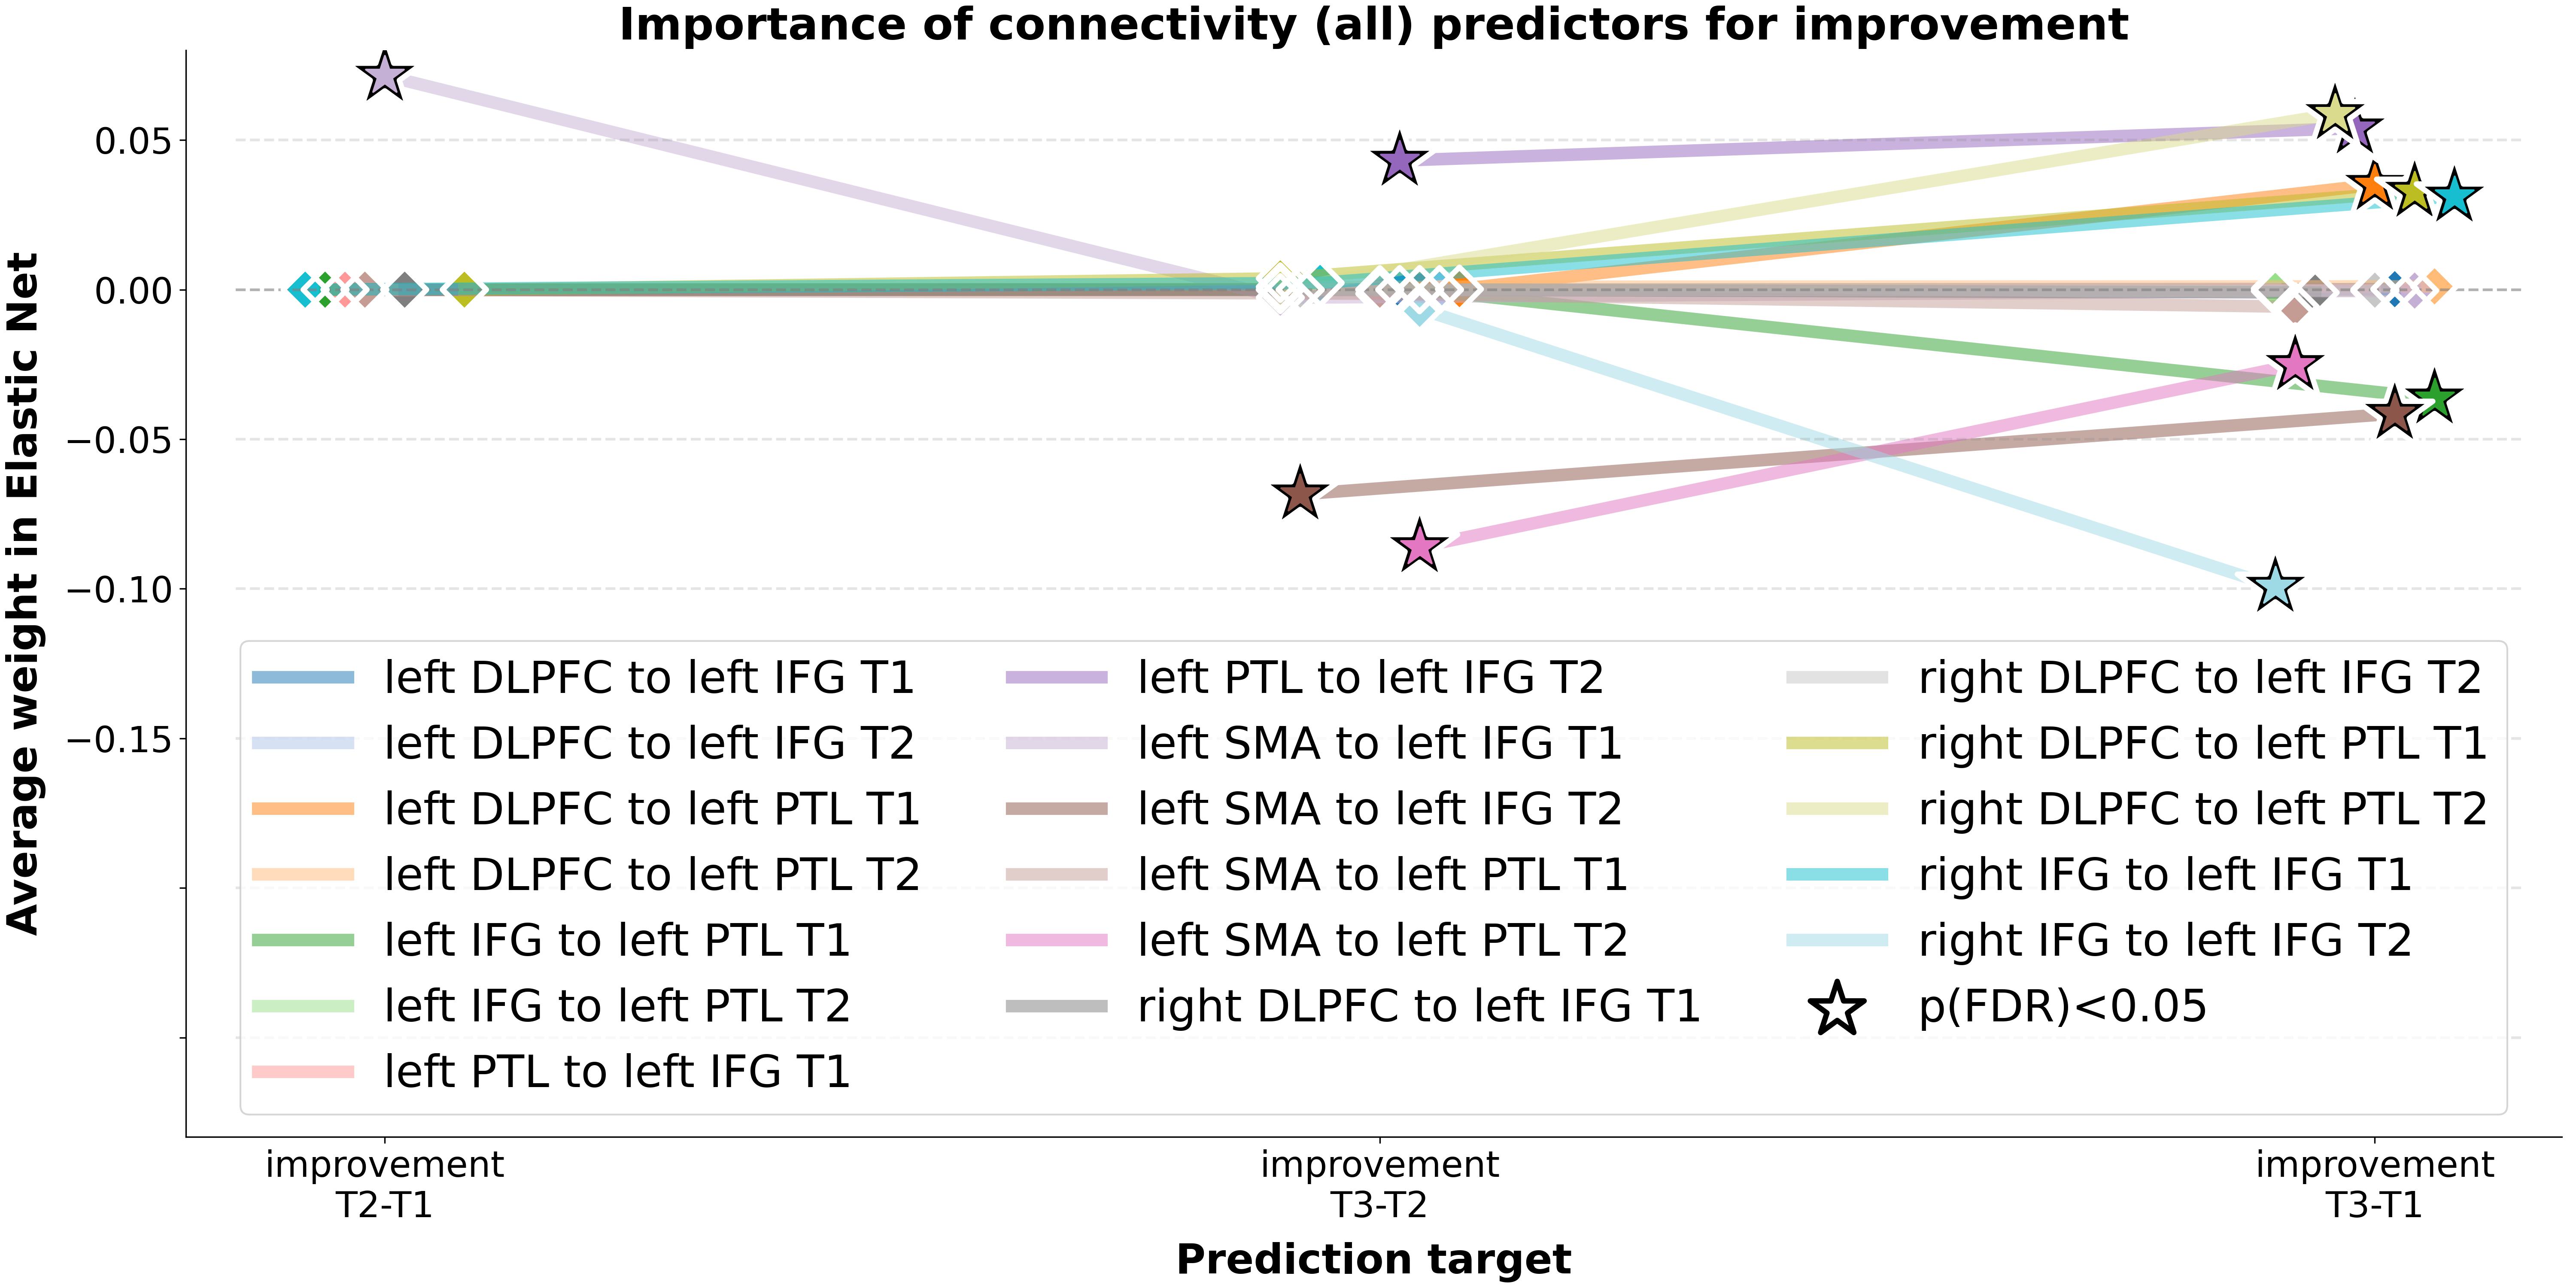 Importance of connectivity (all) predictors for improvement
Average weight in Elastic Net
0.05
0.00
−0.05
−0.10
−0.15
left DLPFC to left IFG T1
left DLPFC to left IFG T2
left DLPFC to left PTL T1
left DLPFC to left PTL T2
left IFG to left PTL T1
left IFG to left PTL T2
left PTL to left IFG T1
left PTL to left IFG T2
left SMA to left IFG T1
left SMA to left IFG T2
left SMA to left PTL T1
left SMA to left PTL T2
right DLPFC to left IFG T1
right DLPFC to left IFG T2
right DLPFC to left PTL T1
right DLPFC to left PTL T2
right IFG to left IFG T1
right IFG to left IFG T2
p(FDR)<0.05
improvement
T2-T1
improvement
T3-T2
improvement
T3-T1
Prediction target